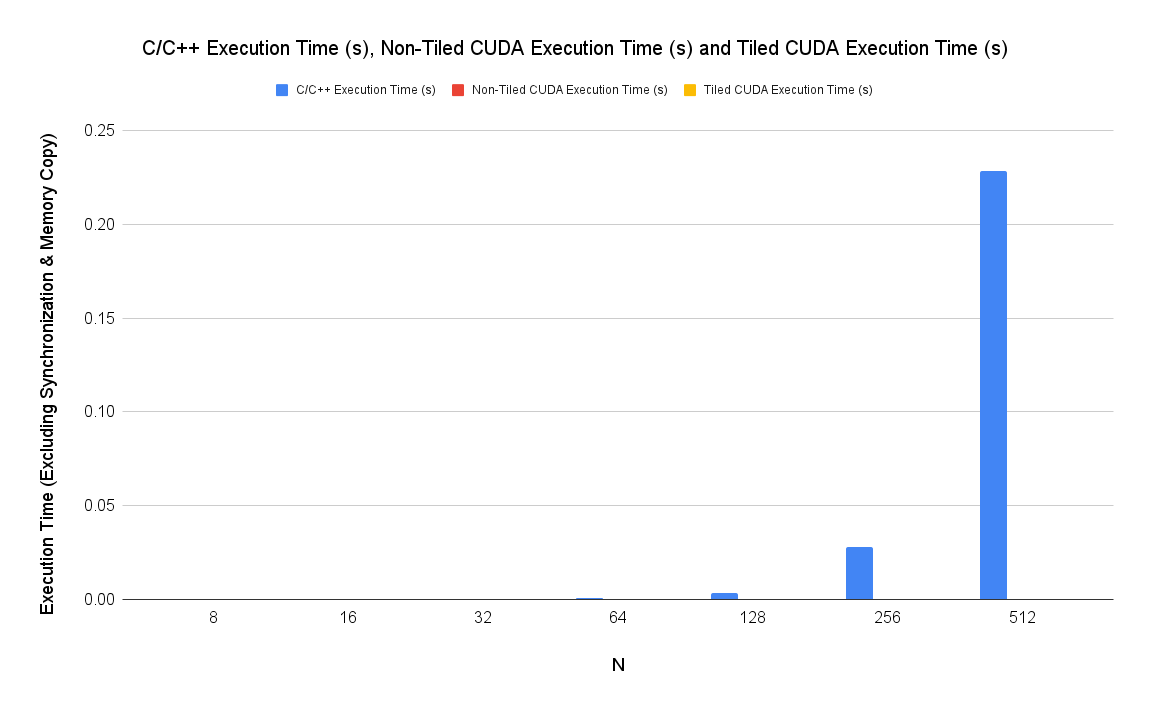 C/C++ Execution Time (s), Non-Tiled CUDA Execution Time (s) and Tiled CUDA Execution Time (s)
C/C++ Execution Time (s) Non-Tiled CUDA Execution Time (s) Tiled CUDA Execution Time (s)
Execution Time (Excluding Synchronization & Memory Copy)
0.25
0.20
0.15
0.10
0.05
0.00
8 16 32 64 128 256 512
N